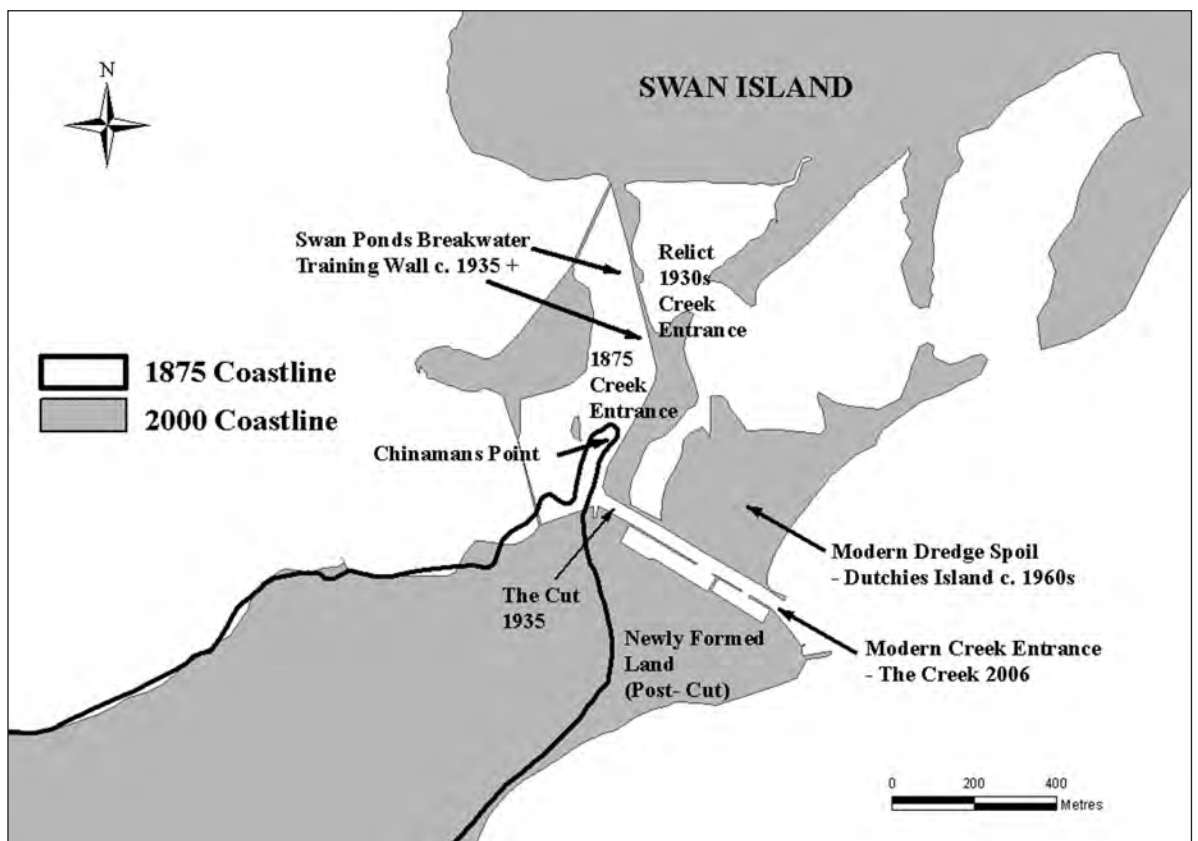 N
SWAN ISLAND
Swan Ponds Breakwater
Training Wall c. 1935 +
Relict
1930s
Creek
Entrance
1875 Coastline
2000 Coastline
1875
Creek
Entrance
Chinamans Point
Modern Dredge Spoil
- Dutchies Island c. 1960s
The Cut
1935
Newly Formed
Land
(Post- Cut)
Modern Creek Entrance
- The Creek 2006
0 200 400
Metres